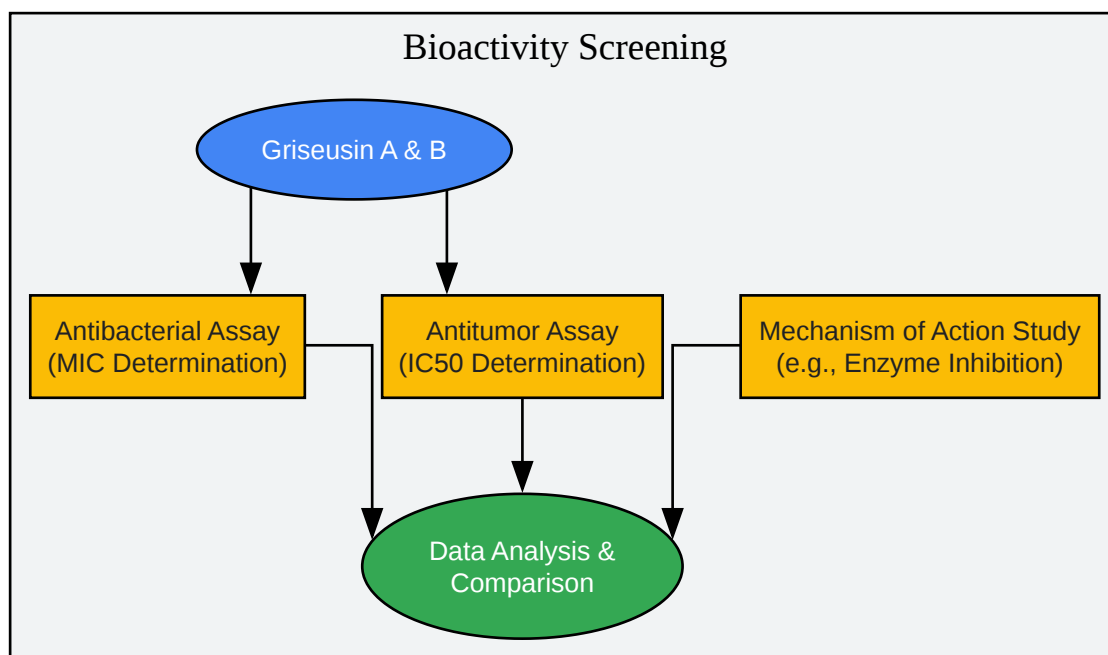 Bioactivity Screening
Griseusin A & B
Antibacterial Assay
(MIC Determination)
Antitumor Assay
(IC50 Determination)
Mechanism of Action Study
(e.g., Enzyme Inhibition)
Data Analysis &
Comparison